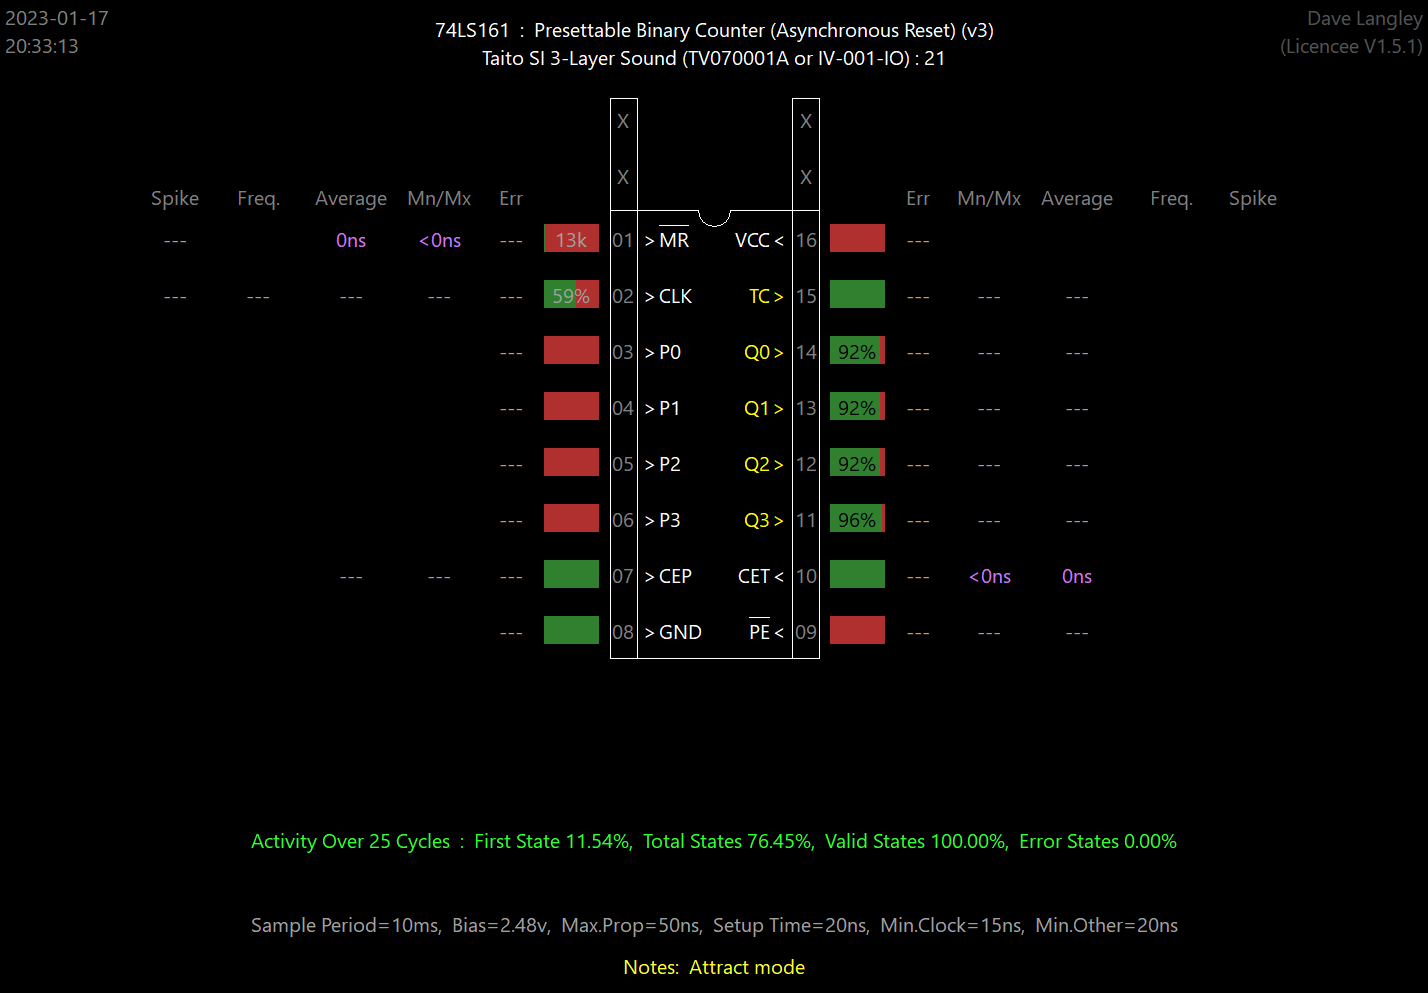 2023-01-17
20:33:13
74LS161 : Presettable Binary Counter (Asynchronous Reset) (v3)
Taito SI 3-Layer Sound (TV070001A or IV-001-IO) : 21
Dave Langley
(Licencee V1.5.1)
X X
X X
Spike Freq. Average Mn/Mx Err Err Mn/Mx Average Freq. Spike
--- 0ns <0ns --- 13k 01 >MR VCC< 16 ---
--- --- --- --- --- 59% 02 >CLK TC> 15 --- --- ---
--- 03 >P0 Q0> 14 92% --- --- ---
--- 04 >P1 Q1> 13 92% --- --- ---
--- 05 >P2 Q2> 12 92% --- --- ---
--- 06 >P3 Q3> 11 96% --- --- ---
--- --- --- 07 >CEP CET< 10 --- <0ns 0ns
--- 08 >GND PE< 09 --- --- ---
Activity Over 25 Cycles : First State 11.54%, Total States 76.45%, Valid States 100.00%, Error States 0.00%
Sample Period=10ms, Bias=2.48v, Max.Prop=50ns, Setup Time=20ns, Min.Clock=15ns, Min.Other=20ns
Notes: Attract mode